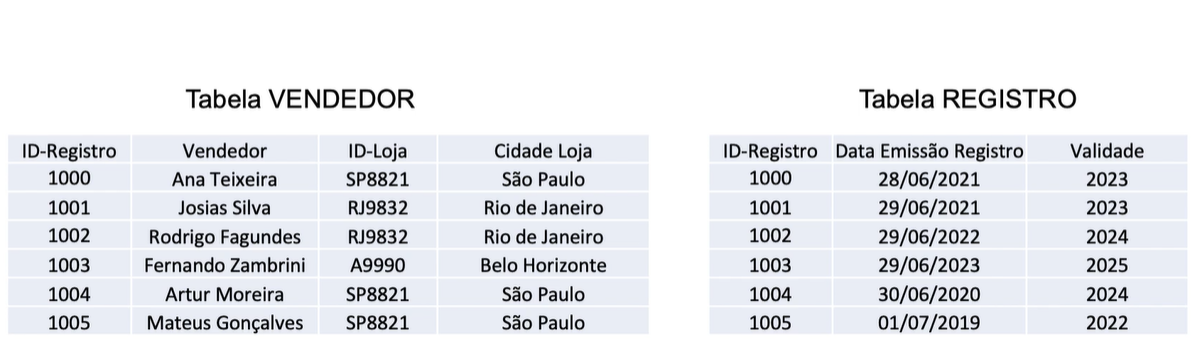 Tabela VENDEDOR
ID-Registro Vendedor ID-Loja Cidade Loja
1000 Ana Teixeira SP8821 São Paulo
1001 Josias Silva RJ9832 Rio de Janeiro
1002 Rodrigo Fagundes RJ9832 Rio de Janeiro
1003 Fernando Zambrini A9990 Belo Horizonte
1004 Artur Moreira SP8821 São Paulo
1005 Mateus Gonçalves SP8821 São Paulo
Tabela REGISTRO
ID-Registro Data Emissão Registro Validade
1000 28/06/2021 2023
1001 29/06/2021 2023
1002 29/06/2022 2024
1003 29/06/2023 2025
1004 30/06/2020 2024
1005 01/07/2019 2022